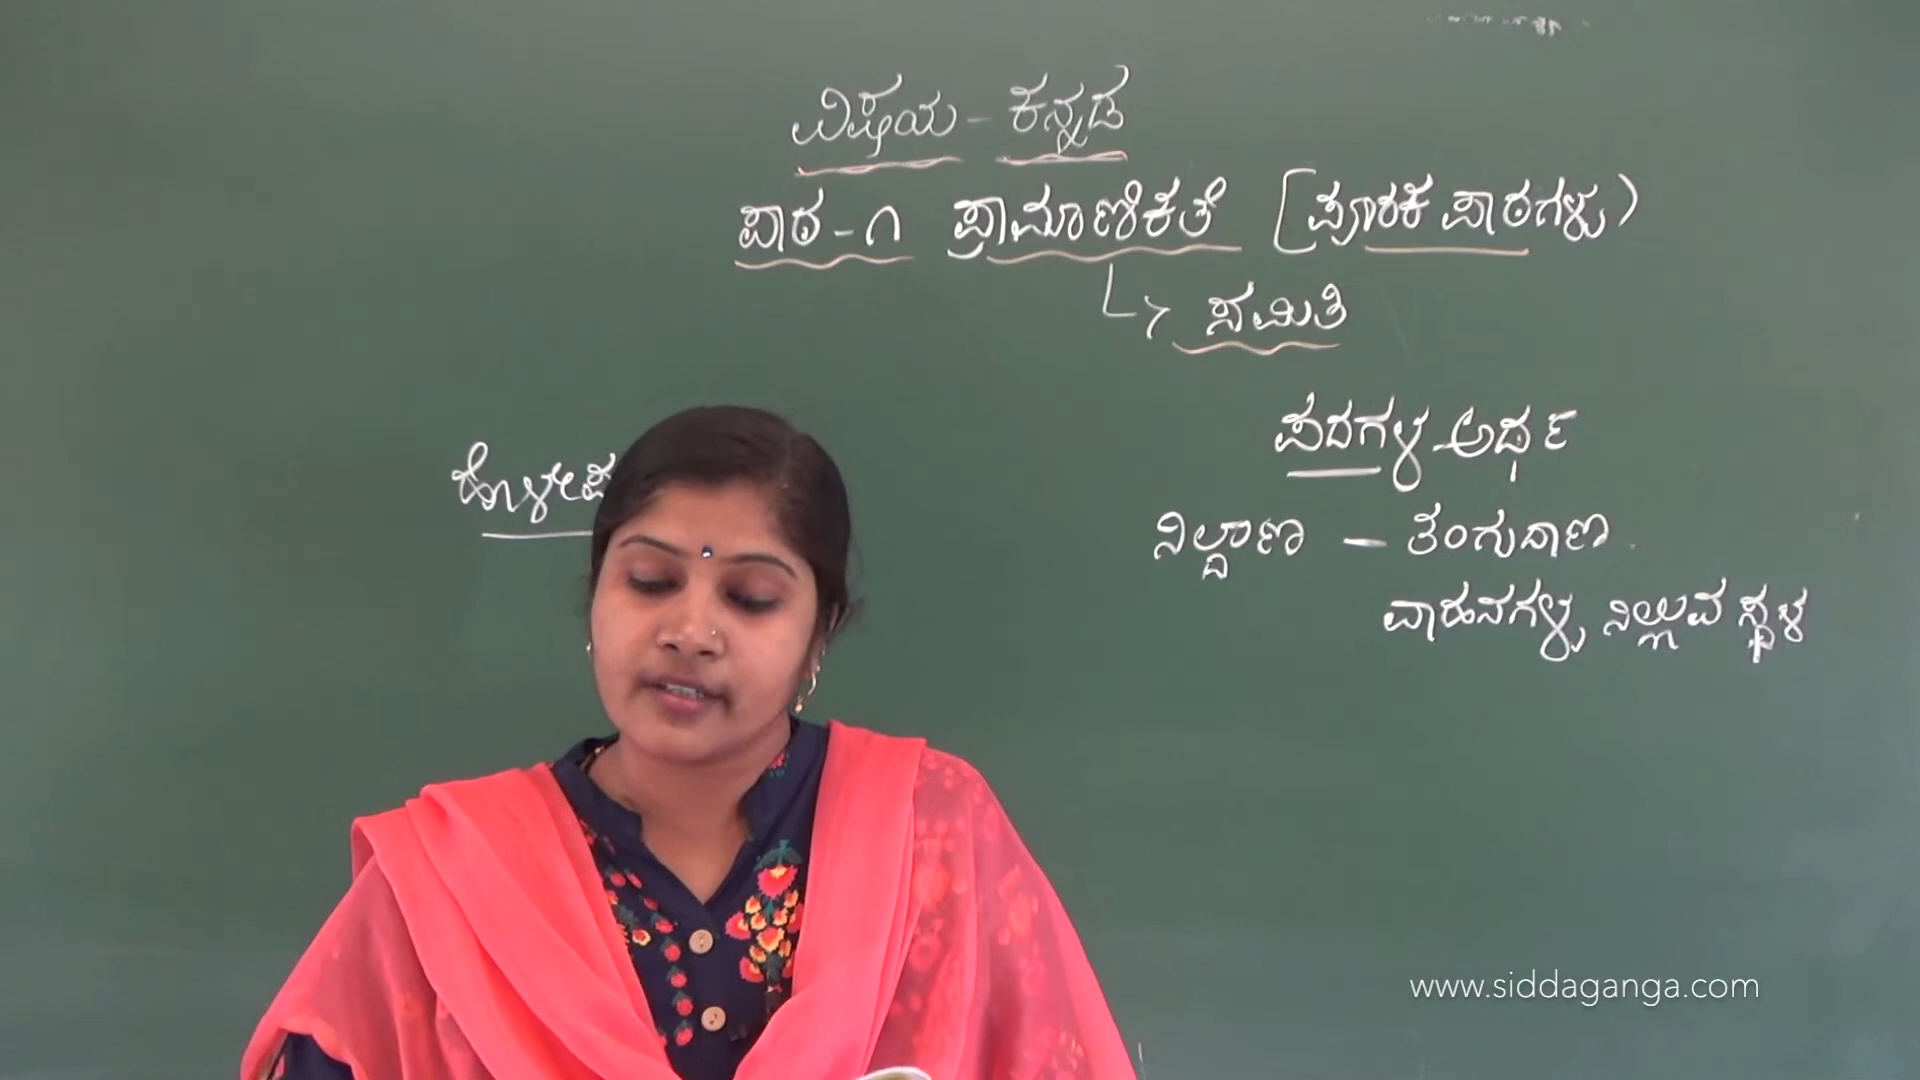 ವಿಷಯ - ಕನ್ನಡ
ಪಾಠ - ೧ ಪ್ರಾಮಾಣಿಕತೆ [ಪೂರಕ ಪಾಠಗಳು)
ಸಮಿತಿ
ಪದಗಳ ಅರ್ಥ
ನಿಲ್ದಾಣ - ತಂಗುದಾಣ
ವಾಹನಗಳು ನಿಲ್ಲುವ ಸ್ಥಳ
www.siddaganga.com